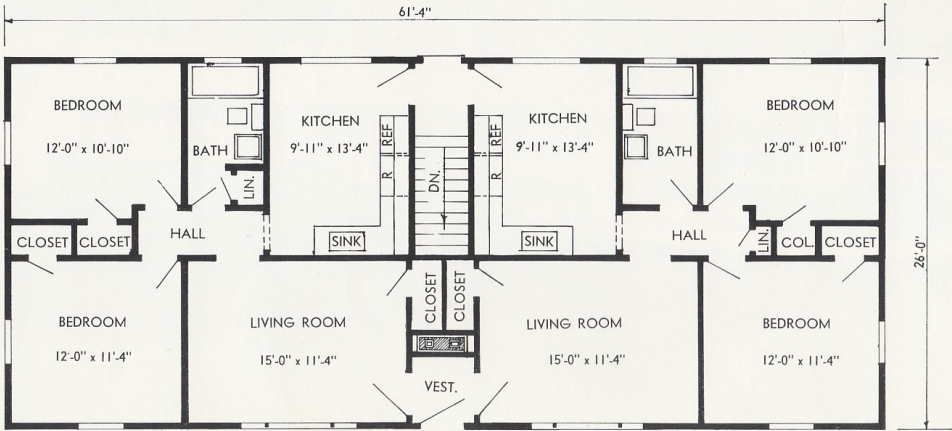 61'-4"
BEDROOM
12'-0" x 10'-10"
BATH
LIN.
KITCHEN
9'-11" x 13'-4"
REF
R
DN.
REF
R
KITCHEN
9'-11" x 13'-4"
BATH
BEDROOM
12'-0" x 10'-10"
CLOSET
CLOSET
HALL
SINK
SINK
HALL
LIN.
COL.
CLOSET
26'-0"
BEDROOM
12'-0" x 11'-4"
LIVING ROOM
15'-0" x 11'-4"
CLOSET
CLOSET
VEST.
LIVING ROOM
15'-0" x 11'-4"
BEDROOM
12'-0" x 11'-4"